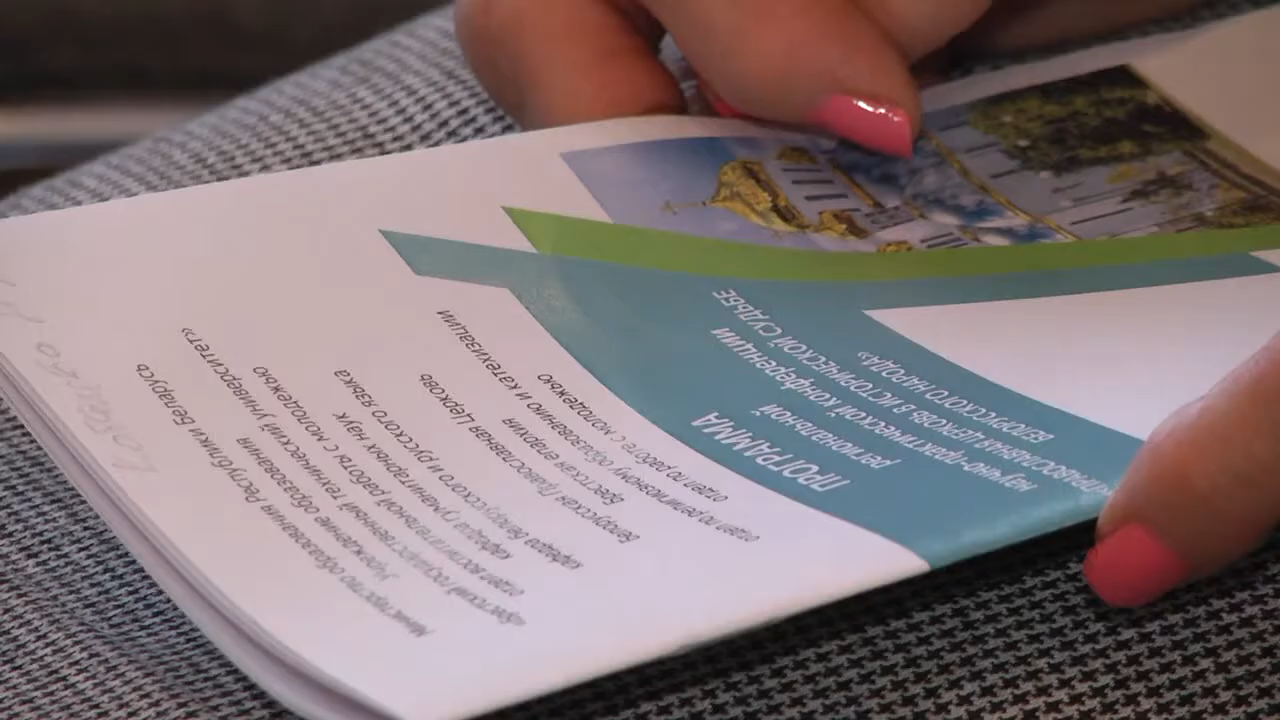 Министерство образования Республики Беларусь
Учреждение образования
«Брестский государственный технический университет»
отдел воспитательной работы с молодежью
кафедра гуманитарных наук
кафедра белорусского и русского языка
Белорусская Православная Церковь
Брестская епархия
отдел по религиозному образованию и катехизации
отдел по работе с молодежью
ПРОГРАММА
региональной
научно-практической конференции
«ПРАВОСЛАВНАЯ ЦЕРКОВЬ В ИСТОРИЧЕСКОЙ СУДЬБЕ
БЕЛОРУССКОГО НАРОДА»